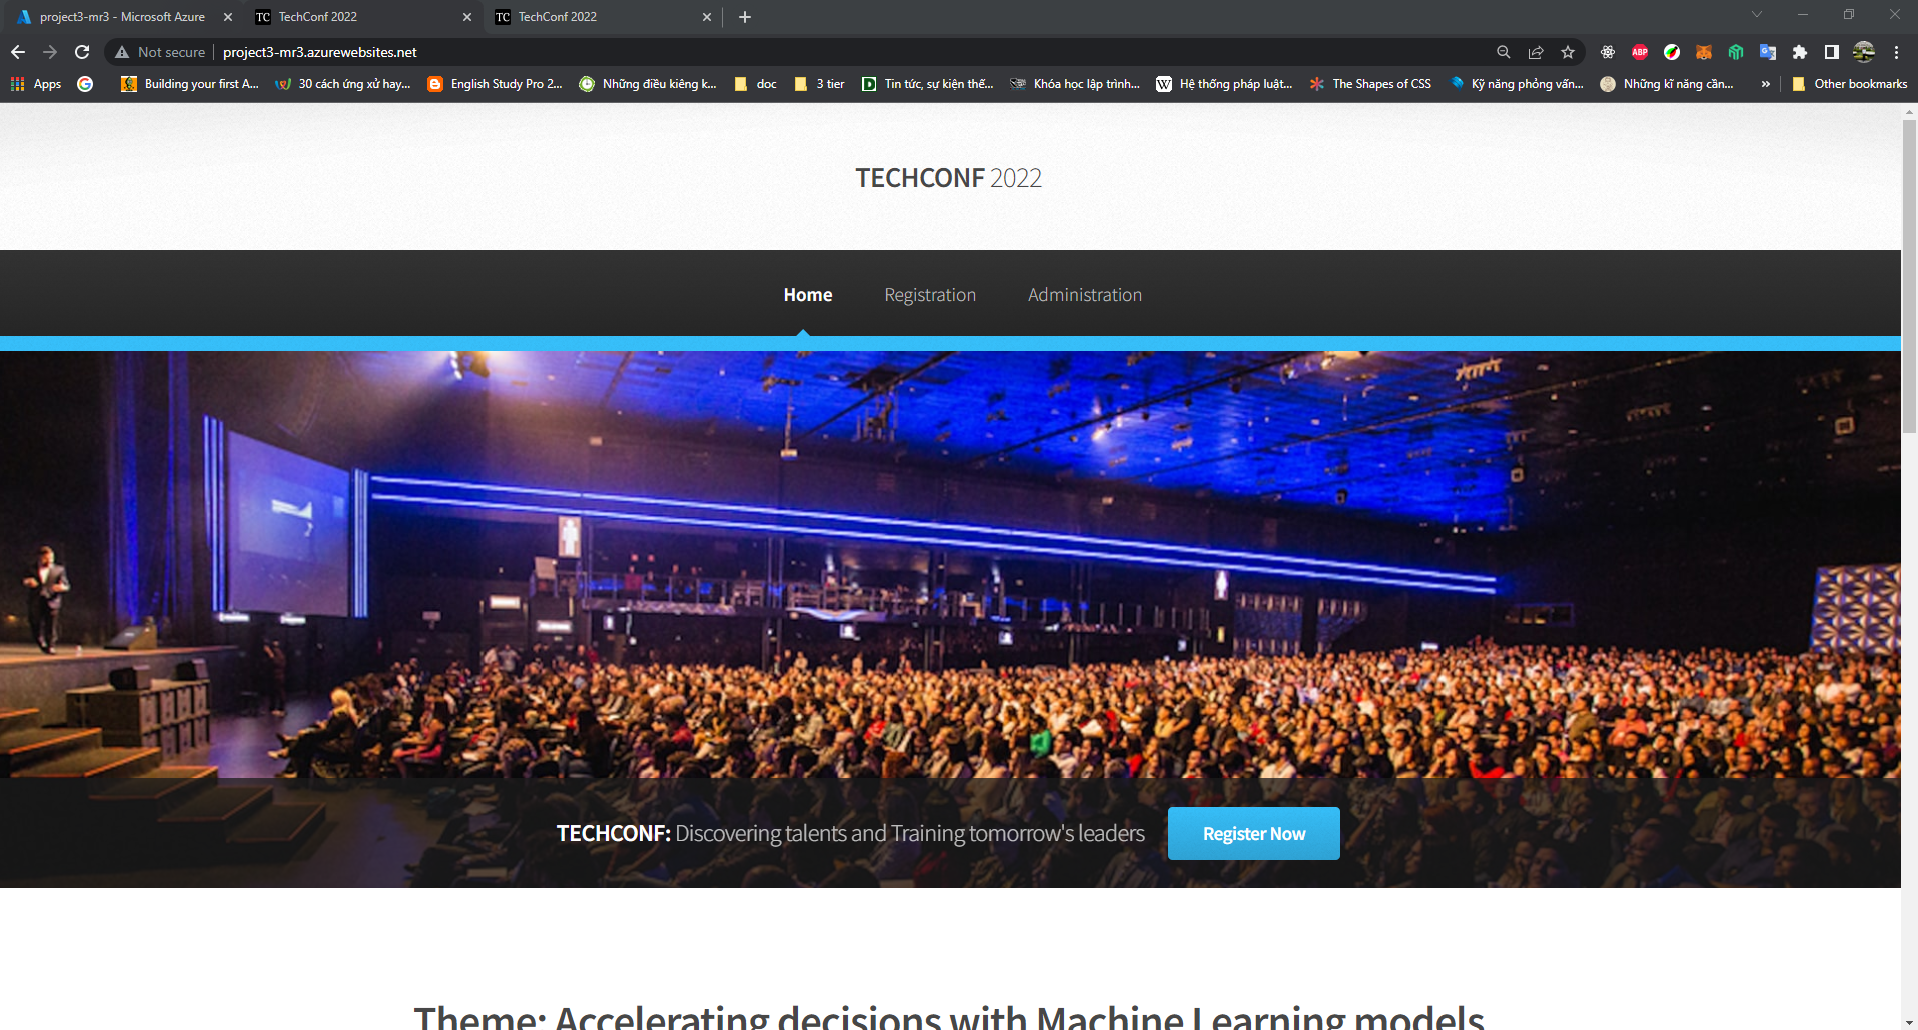 project3-mr3 - Microsoft Azure
TC TechConf 2022
TC TechConf 2022
Not secure
project3-mr3.azurewebsites.net
ABP
Apps
Building your first A...
30 cách ứng xử hay...
English Study Pro 2...
Những điều kiêng k...
doc
3 tier
Tin tức, sự kiện thế...
Khóa học lập trình...
W Hệ thống pháp luật...
The Shapes of CSS
Kỹ năng phỏng vấn...
Những kĩ năng cần...
»
Other bookmarks
TECHCONF 2022
Home
Registration
Administration
TECHCONF: Discovering talents and Training tomorrow's leaders
Register Now
Theme: Accelerating decisions with Machine Learning models